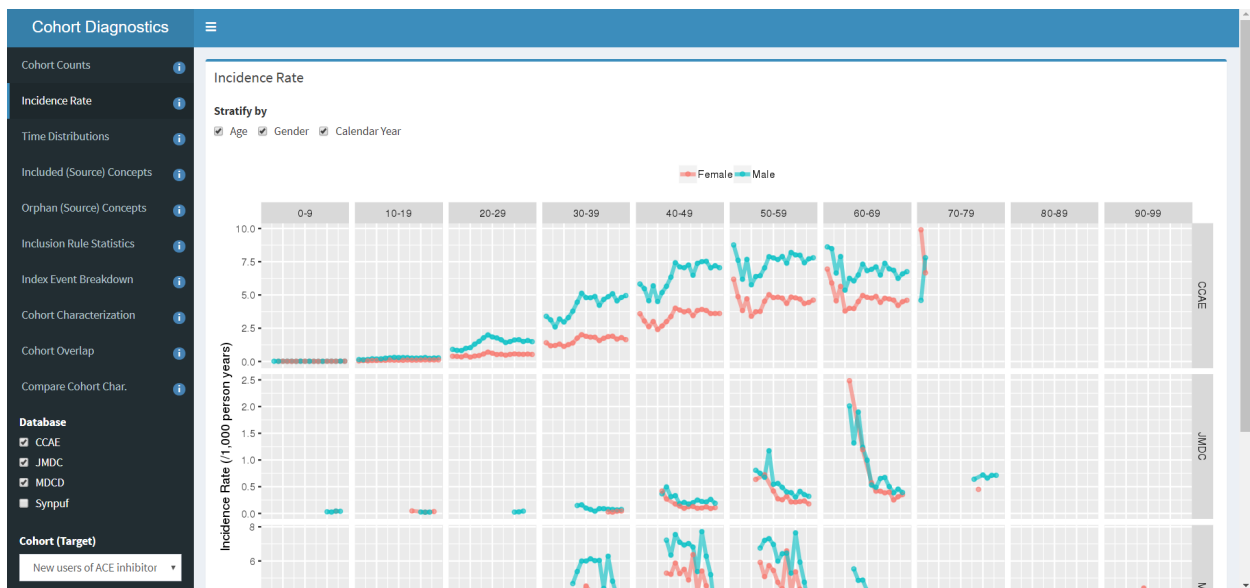 Cohort Diagnostics
Cohort Counts
Incidence Rate
Time Distributions
Included (Source) Concepts
Orphan (Source) Concepts
Inclusion Rule Statistics
Index Event Breakdown
Cohort Characterization
Cohort Overlap
Compare Cohort Char.
Database
CCAE
JMDC
MDCD
Synpuf
Cohort (Target)
New users of ACE inhibitor
Incidence Rate
Stratify by
Age Gender Calendar Year
Female Male
0-9 10-19 20-29 30-39 40-49 50-59 60-69 70-79 80-89 90-99
Incidence Rate (/1,000 person years)
10.0
7.5
5.0
2.5
0.0
CCAE
2.5
2.0
1.5
1.0
0.5
0.0
JMDC
8
6